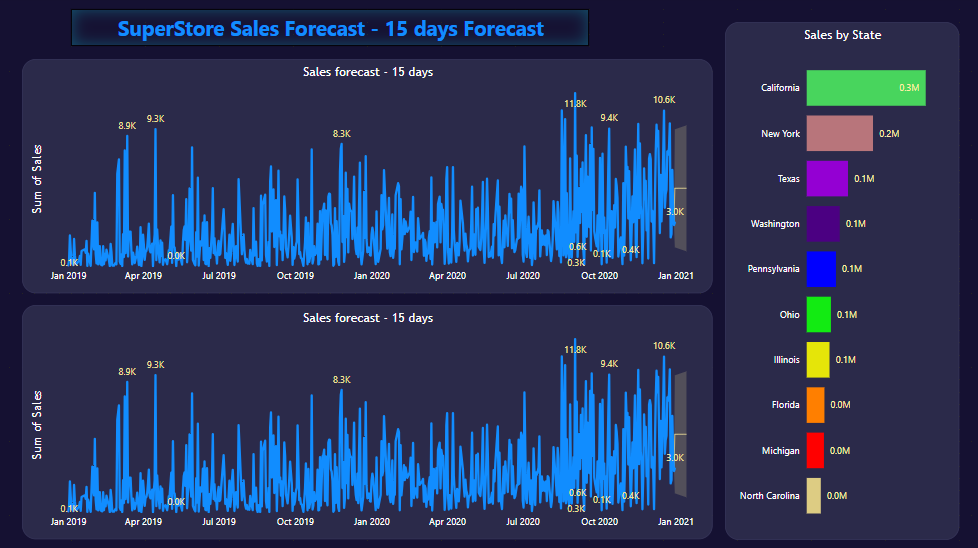 SuperStore Sales Forecast - 15 days Forecast
Sales forecast - 15 days
Sum of Sales
0.1K
8.9K
9.3K
0.0K
8.3K
11.8K
0.6K
0.3K
9.4K
0.1K
0.4K
10.6K
3.0K
Jan 2019 Apr 2019 Jul 2019 Oct 2019 Jan 2020 Apr 2020 Jul 2020 Oct 2020 Jan 2021
Sales forecast - 15 days
Sum of Sales
0.1K
8.9K
9.3K
0.0K
8.3K
11.8K
0.6K
0.3K
9.4K
0.1K
0.4K
10.6K
3.0K
Jan 2019 Apr 2019 Jul 2019 Oct 2019 Jan 2020 Apr 2020 Jul 2020 Oct 2020 Jan 2021
Sales by State
California 0.3M
New York 0.2M
Texas 0.1M
Washington 0.1M
Pennsylvania 0.1M
Ohio 0.1M
Illinois 0.1M
Florida 0.0M
Michigan 0.0M
North Carolina 0.0M